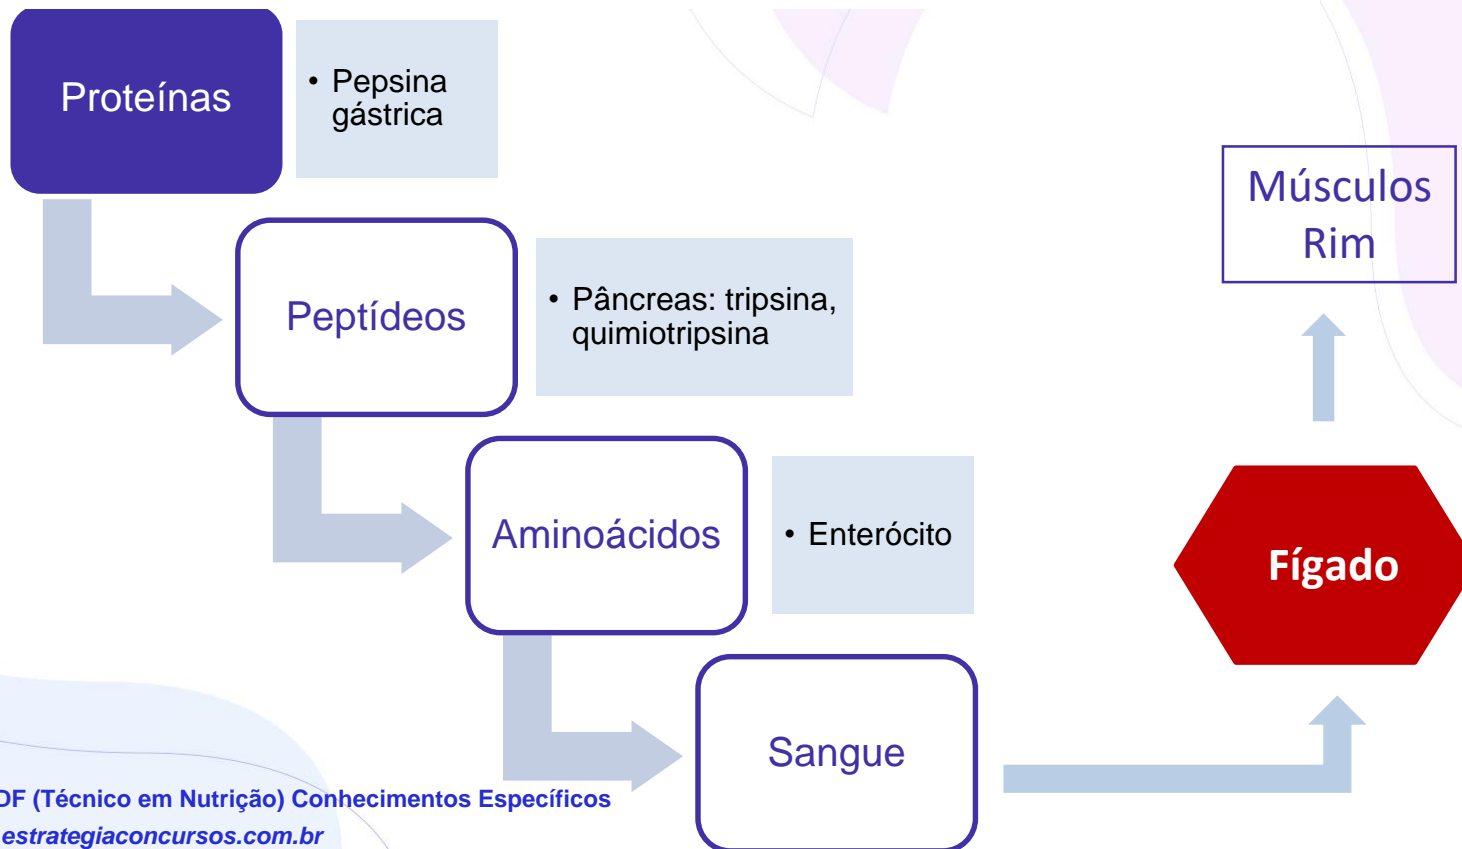 Proteínas
• Pepsina
gástrica
Peptídeos
• Pâncreas: tripsina,
quimiotripsina
Aminoácidos
• Enterócito
Sangue
Músculos
Rim
Fígado
DF (Técnico em Nutrição) Conhecimentos Específicos
estrategiaconcursos.com.br